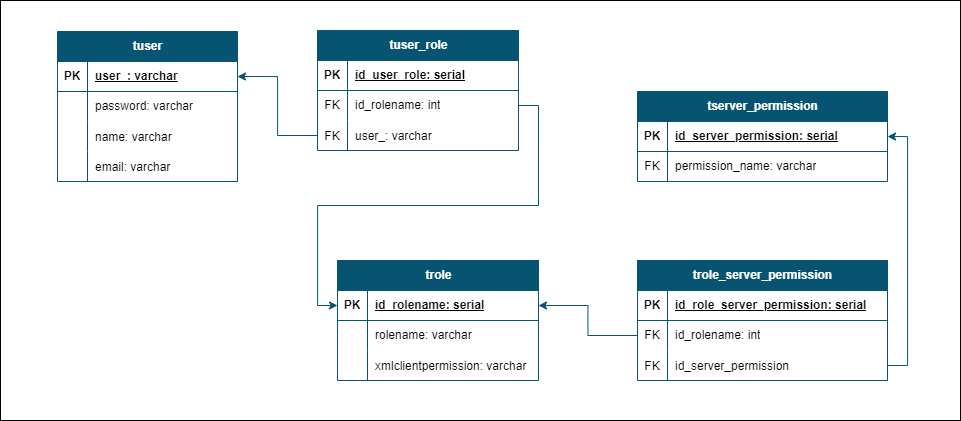 tuser
PK user_: varchar
password: varchar
name: varchar
email: varchar
tuser_role
PK id_user_role: serial
FK id_rolename: int
FK user_: varchar
tserver_permission
PK id_server_permission: serial
FK permission_name: varchar
trole
PK id_rolename: serial
rolename: varchar
xmlclientpermission: varchar
trole_server_permission
PK id_role_server_permission: serial
FK id_rolename: int
FK id_server_permission